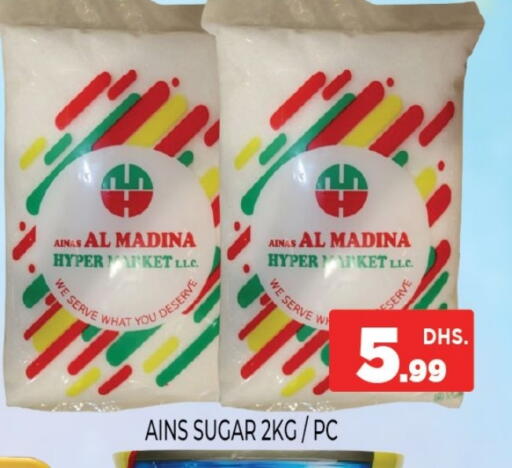 AINAS AL MADINA
HYPER MARKET L.L.C.
WE SERVE WHAT YOU DESERVE
AINAS AL MADINA
HYPER MARKET L.L.C.
WE SERVE WH
DESERVE
5.99 DHS.
AINS SUGAR 2KG / PC